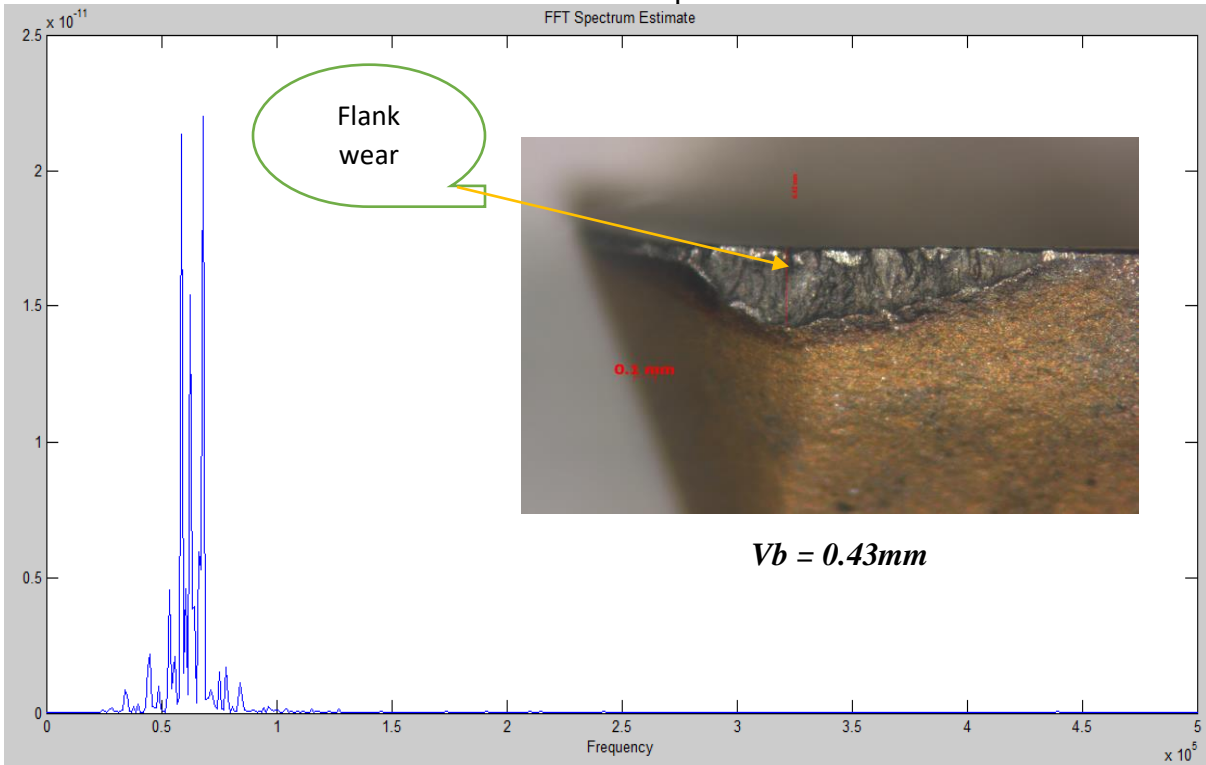 FFT Spectrum Estimate
x 10^-11
2.5
2
1.5
1
0.5
0
Flank
wear
0.1 mm
Vb = 0.43mm
0 0.5 1 1.5 2 2.5 3 3.5 4 4.5 5
Frequency
x 10^5